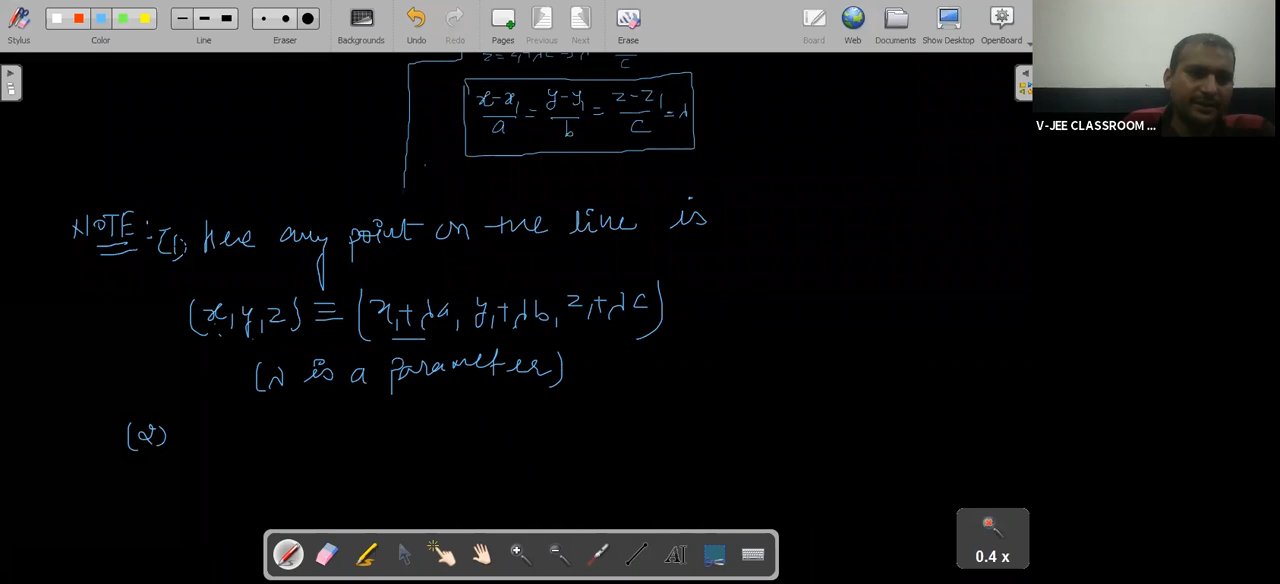 Stylus
Color
Line
Eraser
Backgrounds
Undo
Redo
Pages
Previous
Next
Erase
Board
Web
Documents
Show Desktop
OpenBoard
V-JEE CLASSROOM ...
c
x-x₁/a = y-y₁/b = z-z₁/c = λ
NOTE:- (1) Here any point on the line is
(x, y, z) ≡ (x₁+λa, y₁+λb, z₁+λc)
(λ is a parameter)
(2)
AI
0.4 x